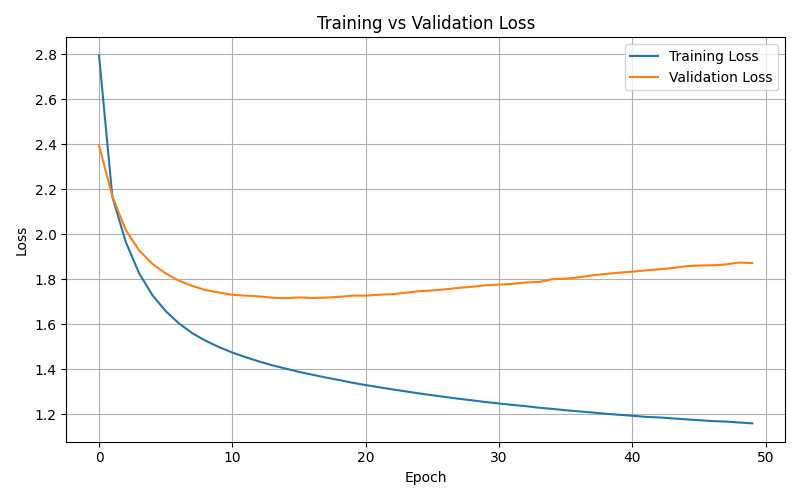 Training vs Validation Loss
Training Loss
Validation Loss
2.8
2.6
2.4
2.2
2.0
1.8
1.6
1.4
1.2
Loss
0 10 20 30 40 50
Epoch